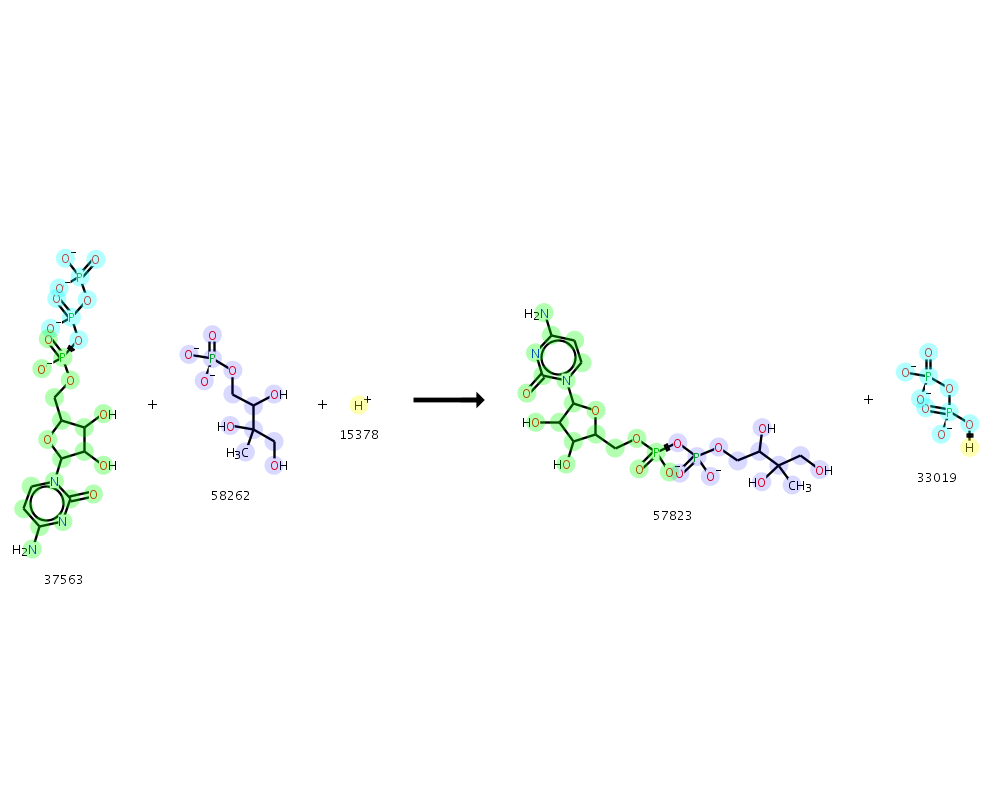 O⁻ O
P
O⁻
O O
P
O⁻
O O
P
O⁻
O
OH
O
OH
N
O
N
H₂N
37563
+
O
O⁻ P
O⁻ O
OH
HO
H₃C
OH
58262
+
H⁺
15378
H₂N
N
N
O
O
HO
HO
O
P O P O
O O⁻ O O⁻
OH
HO CH₃ OH
57823
+
O
O⁻ P
O
O⁻
O P O
O⁻ H
33019